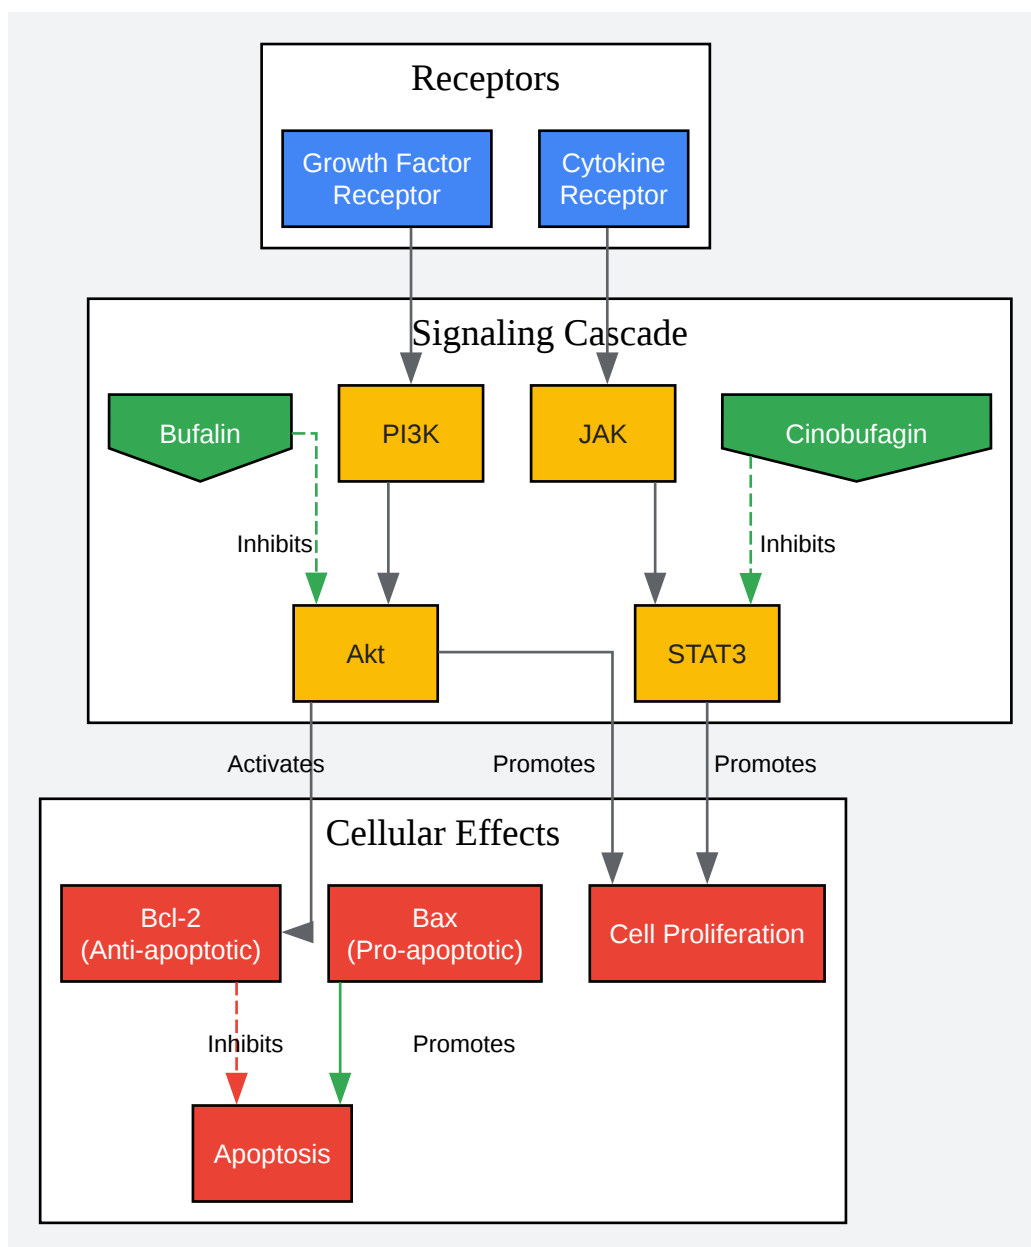 Receptors
Growth Factor
Receptor
Cytokine
Receptor
Signaling Cascade
Bufalin
PI3K
JAK
Cinobufagin
Inhibits
Inhibits
Akt
STAT3
Activates
Promotes
Promotes
Cellular Effects
Bcl-2
(Anti-apoptotic)
Bax
(Pro-apoptotic)
Cell Proliferation
Inhibits
Promotes
Apoptosis